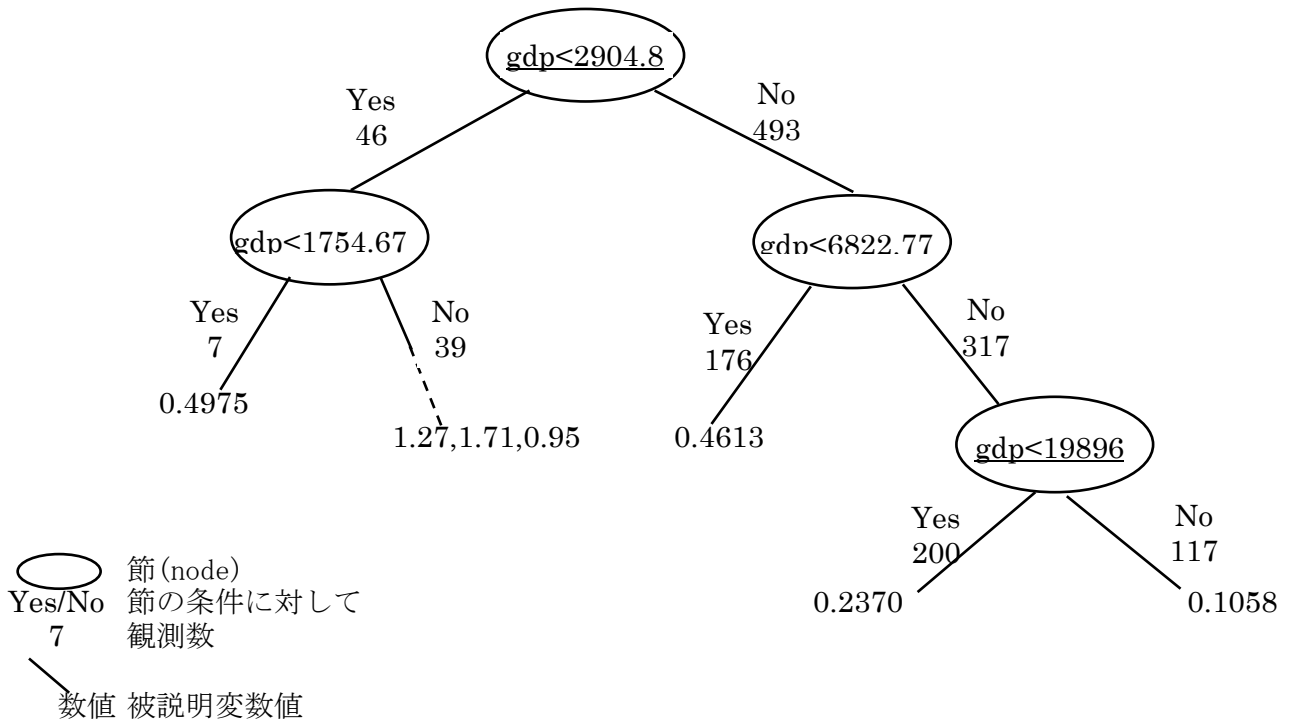 gdp<2904.8
Yes
46
No
493
gdp<1754.67
gdp<6822.77
Yes
7
No
39
Yes
176
No
317
0.4975
1.27,1.71,0.95
0.4613
gdp<19896
Yes
200
No
117
0.2370
0.1058
節(node)
Yes/No 節の条件に対して
7 観測数
数値 被説明変数値